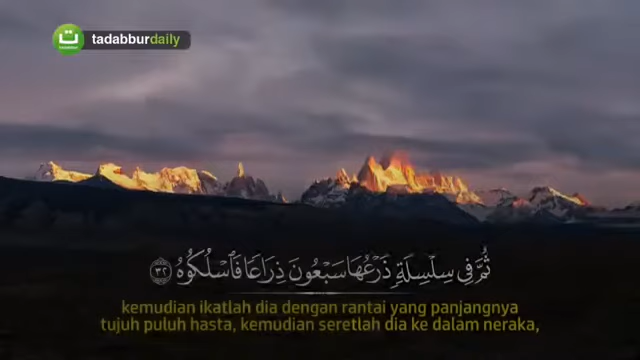 tadabburdaily
ثُمَّ فِي سِلْسِلَةٍ ذَرْعُهَا سَبْعُونَ ذِرَاعًا فَٱسْلُكُوهُ ٣٢
kemudian ikatlah dia dengan rantai yang panjangnya
tujuh puluh hasta, kemudian seretlah dia ke dalam neraka,